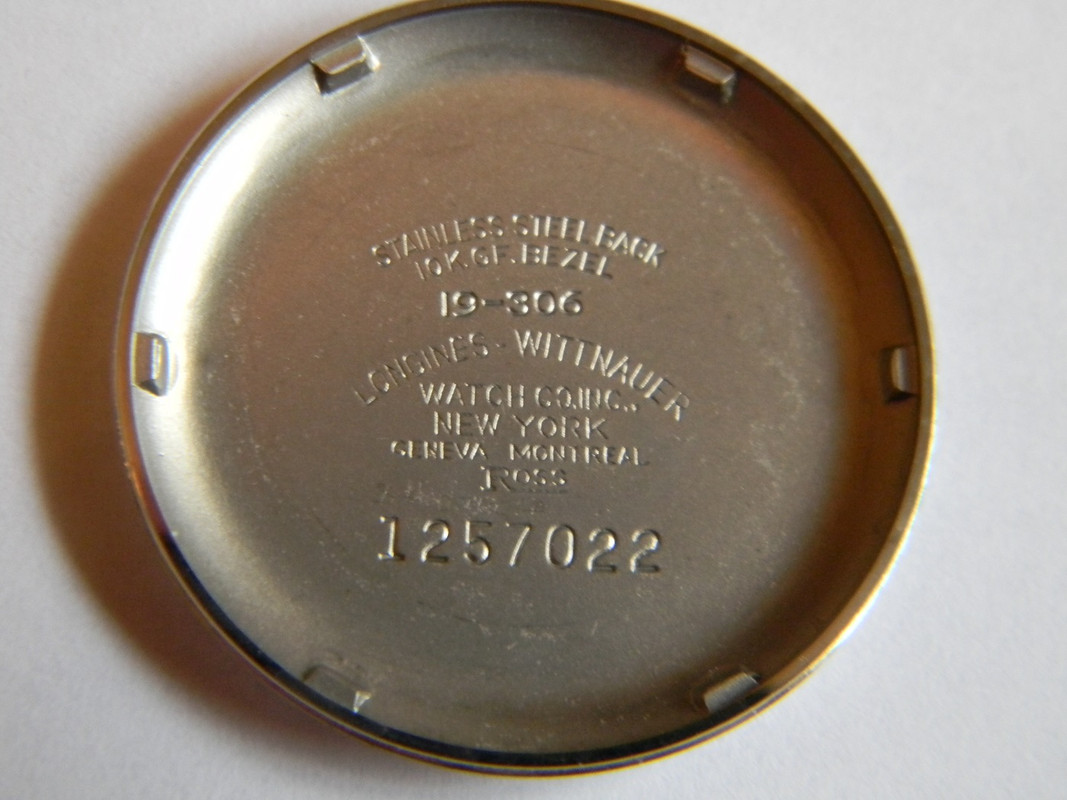 STAINLESS STEEL BACK
10K. G.F. BEZEL
19-306
LONGINES - WITTNAUER
WATCH CO. INC.,
NEW YORK
GENEVA MONTREAL
ROSS
1257022